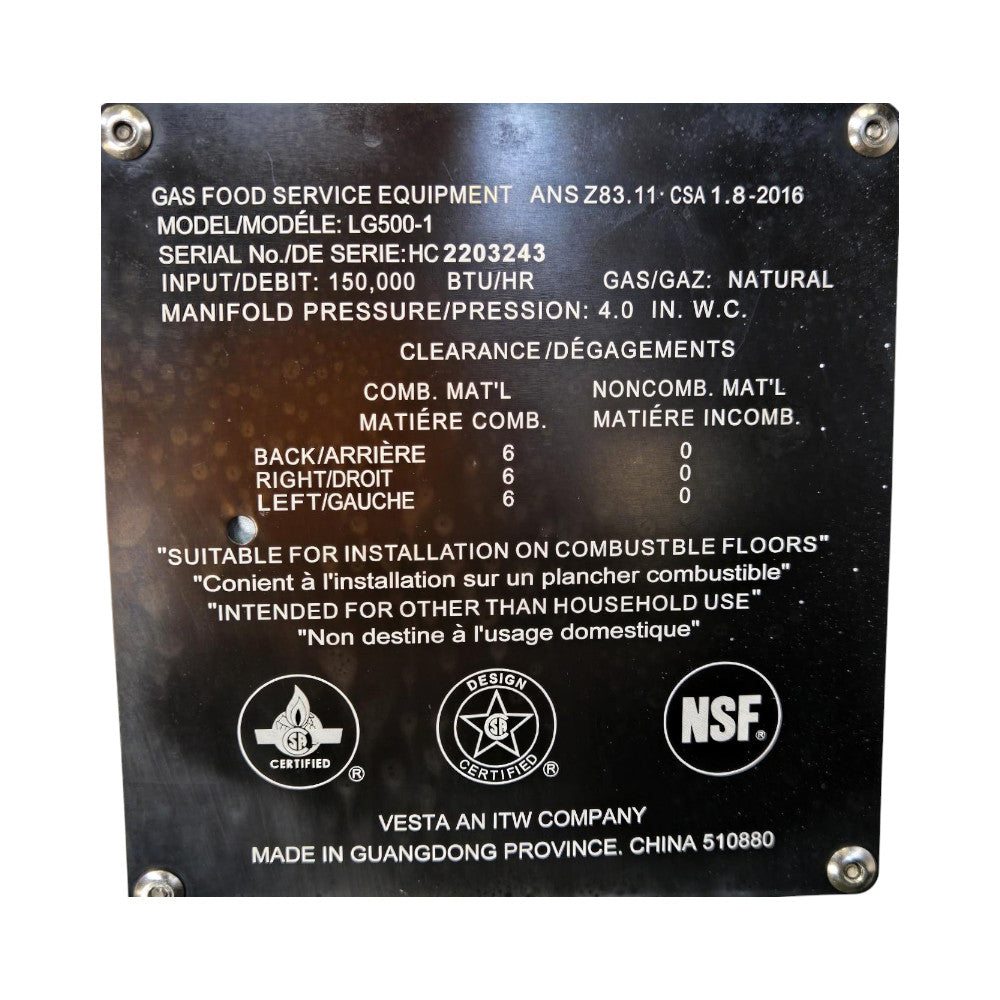 GAS FOOD SERVICE EQUIPMENT ANS Z83.11· CSA 1.8-2016
MODEL/MODÉLE: LG500-1
SERIAL No./DE SERIE:HC 2203243
INPUT/DEBIT: 150,000 BTU/HR GAS/GAZ: NATURAL
MANIFOLD PRESSURE/PRESSION: 4.0 IN. W.C.
CLEARANCE/DÉGAGEMENTS
COMB. MAT'L NONCOMB. MAT'L
MATIÉRE COMB. MATIÉRE INCOMB.
BACK/ARRIÈRE 6 0
RIGHT/DROIT 6 0
LEFT/GAUCHE 6 0
"SUITABLE FOR INSTALLATION ON COMBUSTBLE FLOORS"
"Conient à l'installation sur un plancher combustible"
"INTENDED FOR OTHER THAN HOUSEHOLD USE"
"Non destine à l'usage domestique"
SA
CERTIFIED ®
DESIGN
SA
CERTIFIED ®
NSF®
VESTA AN ITW COMPANY
MADE IN GUANGDONG PROVINCE. CHINA 510880